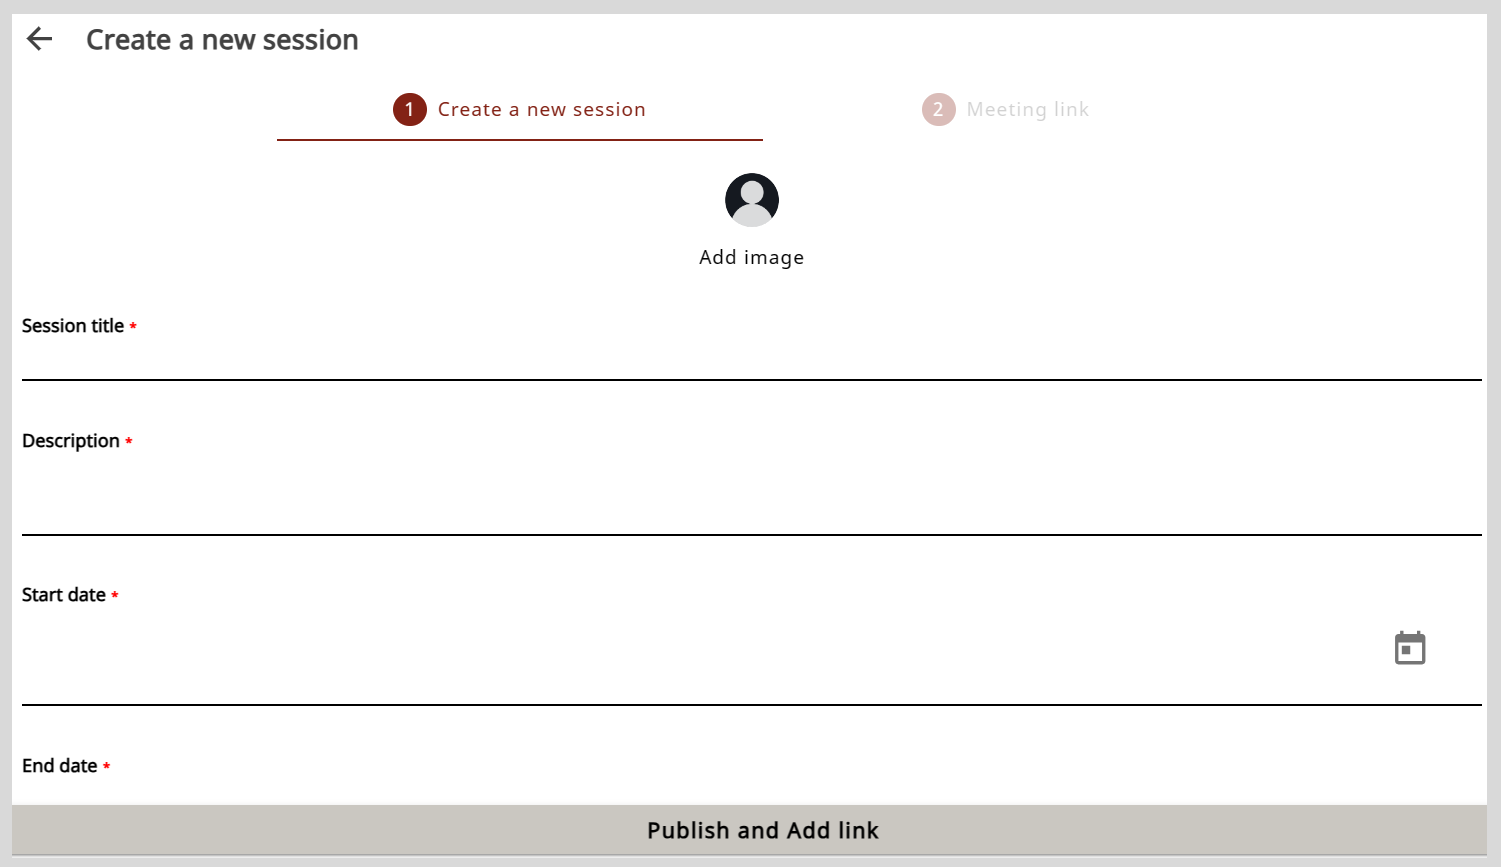 Create a new session
1 Create a new session
2 Meeting link
Add image
Session title *
Description *
Start date *
End date *
Publish and Add link